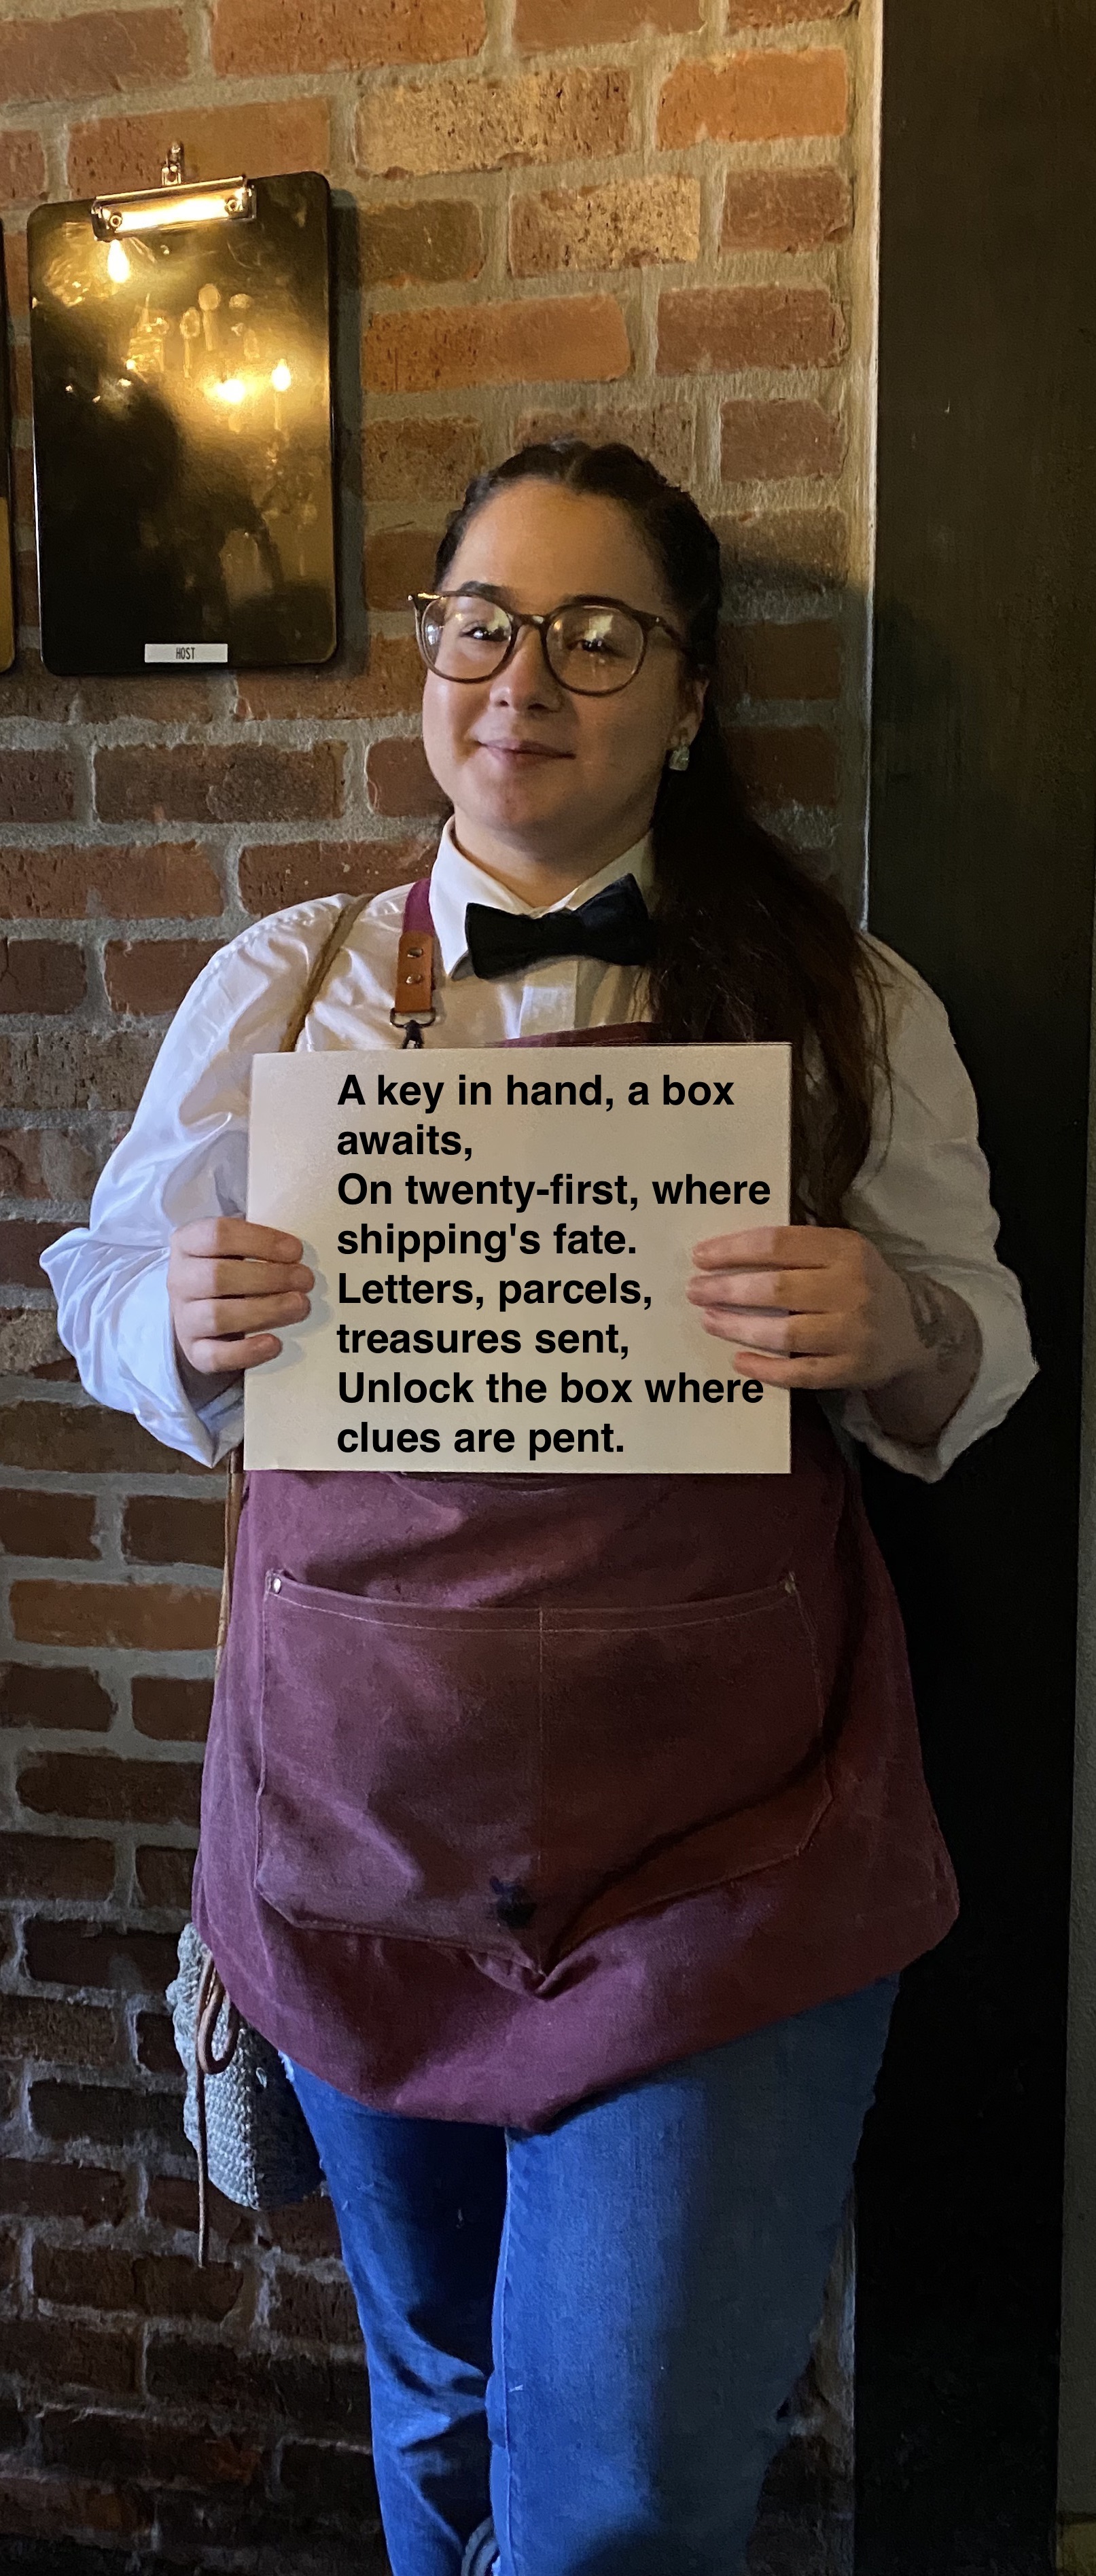 HOST
A key in hand, a box
awaits,
On twenty-first, where
shipping's fate.
Letters, parcels,
treasures sent,
Unlock the box where
clues are pent.